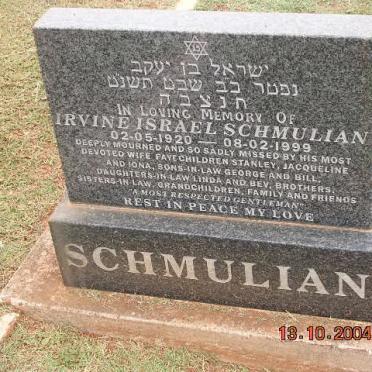 ישראל בן יעקב
נפטר כב שבט תשנט
תנצבה
IN LOVING MEMORY OF
IRVINE ISRAEL SCHMULIAN
02-05-1920 — 08-02-1999
DEEPLY MOURNED AND SO SADLY MISSED BY HIS MOST
DEVOTED WIFE FAYE CHILDREN STANLEY, JACQUELINE
AND IONA, SONS-IN-LAW GEORGE AND BILL,
DAUGHTERS-IN-LAW LINDA AND BEV, BROTHERS,
SISTERS-IN-LAW, GRANDCHILDREN, FAMILY AND FRIENDS
"A MOST RESPECTED GENTLEMAN"
REST IN PEACE MY LOVE
SCHMULIAN
13.10.2004